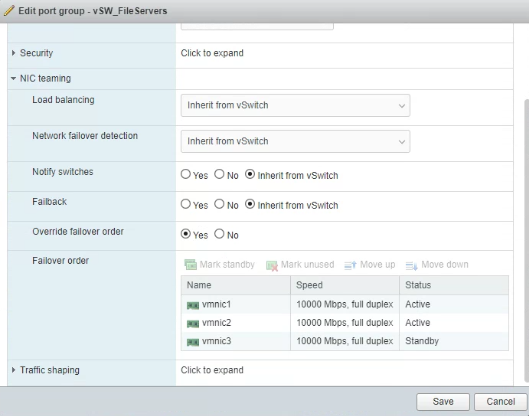 Edit port group - vSW_FileServers
Security Click to expand
NIC teaming
Load balancing Inherit from vSwitch
Network failover detection Inherit from vSwitch
Notify switches Yes No Inherit from vSwitch
Failback Yes No Inherit from vSwitch
Override failover order Yes No
Failover order Mark standby Mark unused Move up Move down
Name Speed Status
vmnic1 10000 Mbps, full duplex Active
vmnic2 10000 Mbps, full duplex Active
vmnic3 10000 Mbps, full duplex Standby
Traffic shaping Click to expand
Save Cancel